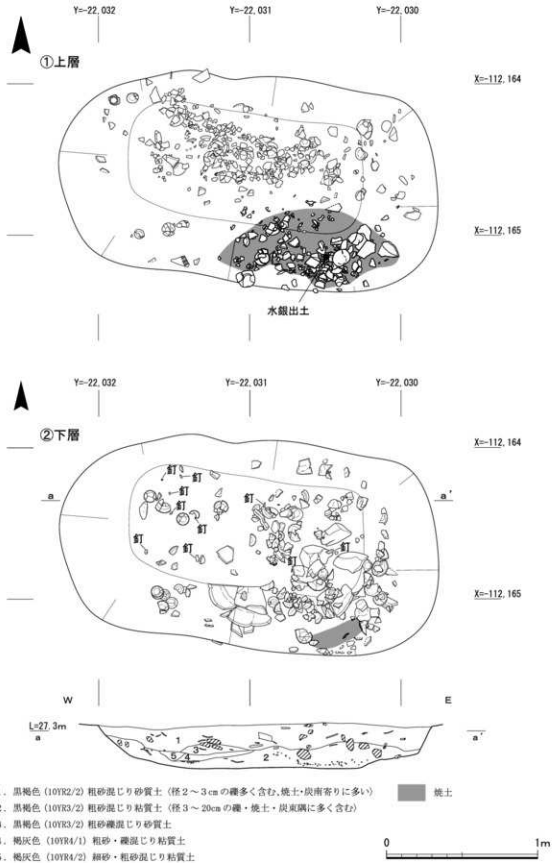 Y=-22,032 Y=-22,031 Y=-22,030
①上層
X=-112,164
X=-112,165
水銀出土
Y=-22,032 Y=-22,031 Y=-22,030
②下層
X=-112,164
a a'
釘 釘
釘 釘
釘
釘 釘 釘
X=-112,165
W E
L=27.3m
a a'
1
3
5 4 2
1. 黒褐色 (10YR2/2) 粗砂混じり砂質土 (径2～3cmの礫多く含む,焼土・炭南寄りに多い)
2. 黒褐色 (10YR3/2) 粗砂混じり粘質土 (径3～20cmの礫・焼土・炭東隅に多く含む)
3. 黒褐色 (10YR3/2) 粗砂礫混じり砂質土
4. 褐灰色 (10YR4/1) 粗砂・礫混じり粘質土
5. 褐灰色 (10YR4/2) 細砂・粗砂混じり粘質土
焼土
0 1m